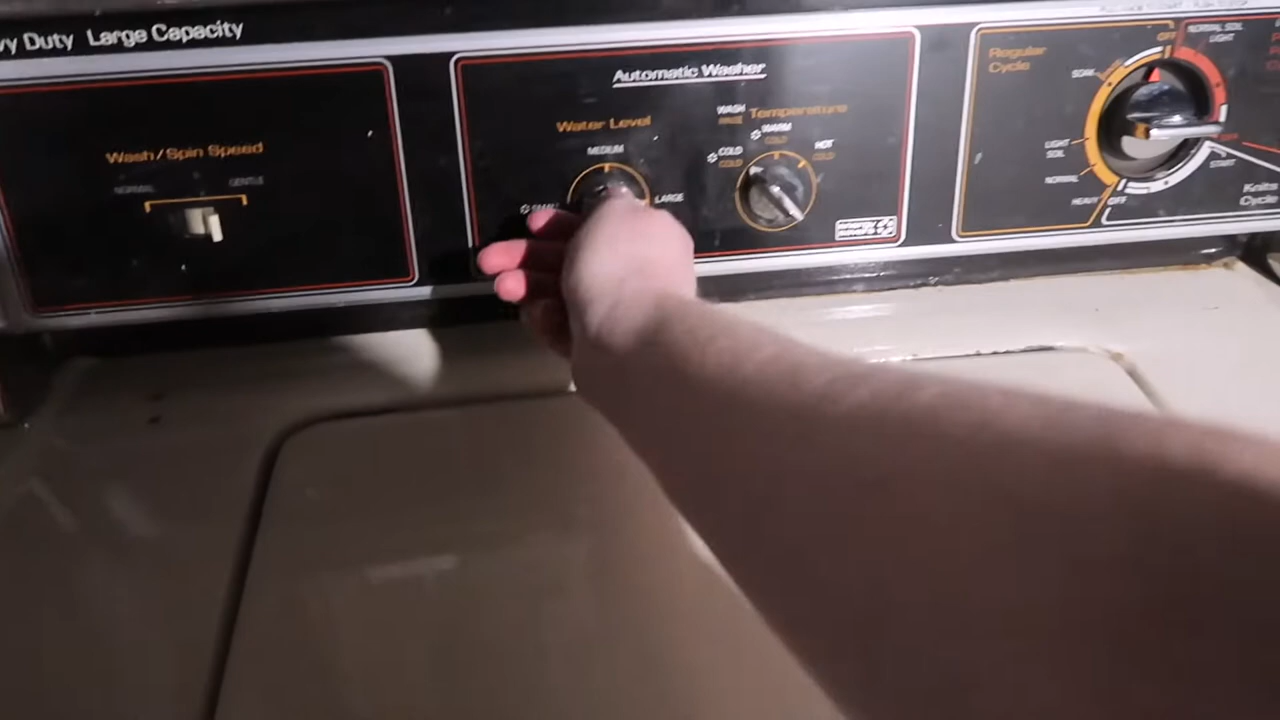 vy Duty Large Capacity
Wash/Spin Speed
NORMAL
GENTLE
Automatic Washer
Water Level
MEDIUM
SMALL
LARGE
WASH
RINSE
Temperature
WARM
COLD
COLD
COLD
HOT
COLD
Regular
Cycle
OFF
SOAK
LIGHT
SOIL
NORMAL
HEAVY
OFF
NORMAL SOIL
LIGHT
START
Knits
Cycle